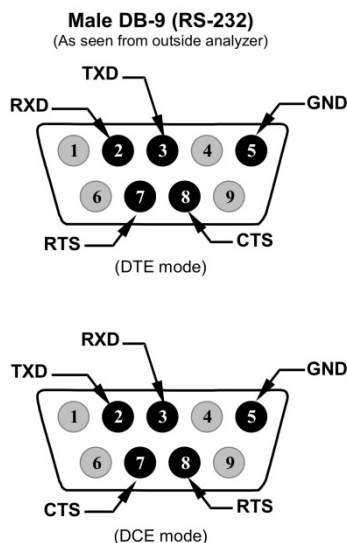 Male DB-9 (RS-232)
(As seen from outside analyzer)
TXD
RXD
GND
1 2 3 4 5
6 7 8 9
RTS
CTS
(DTE mode)
RXD
TXD
GND
1 2 3 4 5
6 7 8 9
CTS
RTS
(DCE mode)